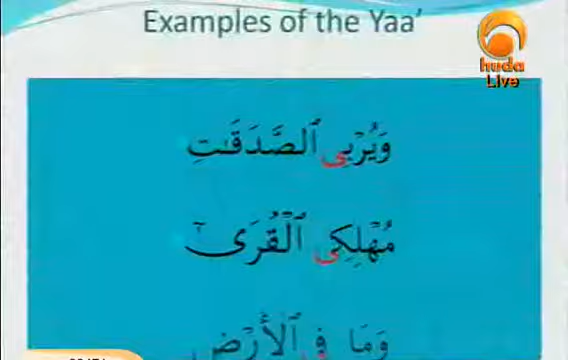 Examples of the Yaa’
huda
Live
وَيُرْبِى ٱلصَّدَقَـٰتِ
مُهْلِكِى ٱلْقُرَىٰٓ
وَمَا فِى ٱلْأَرْضِ